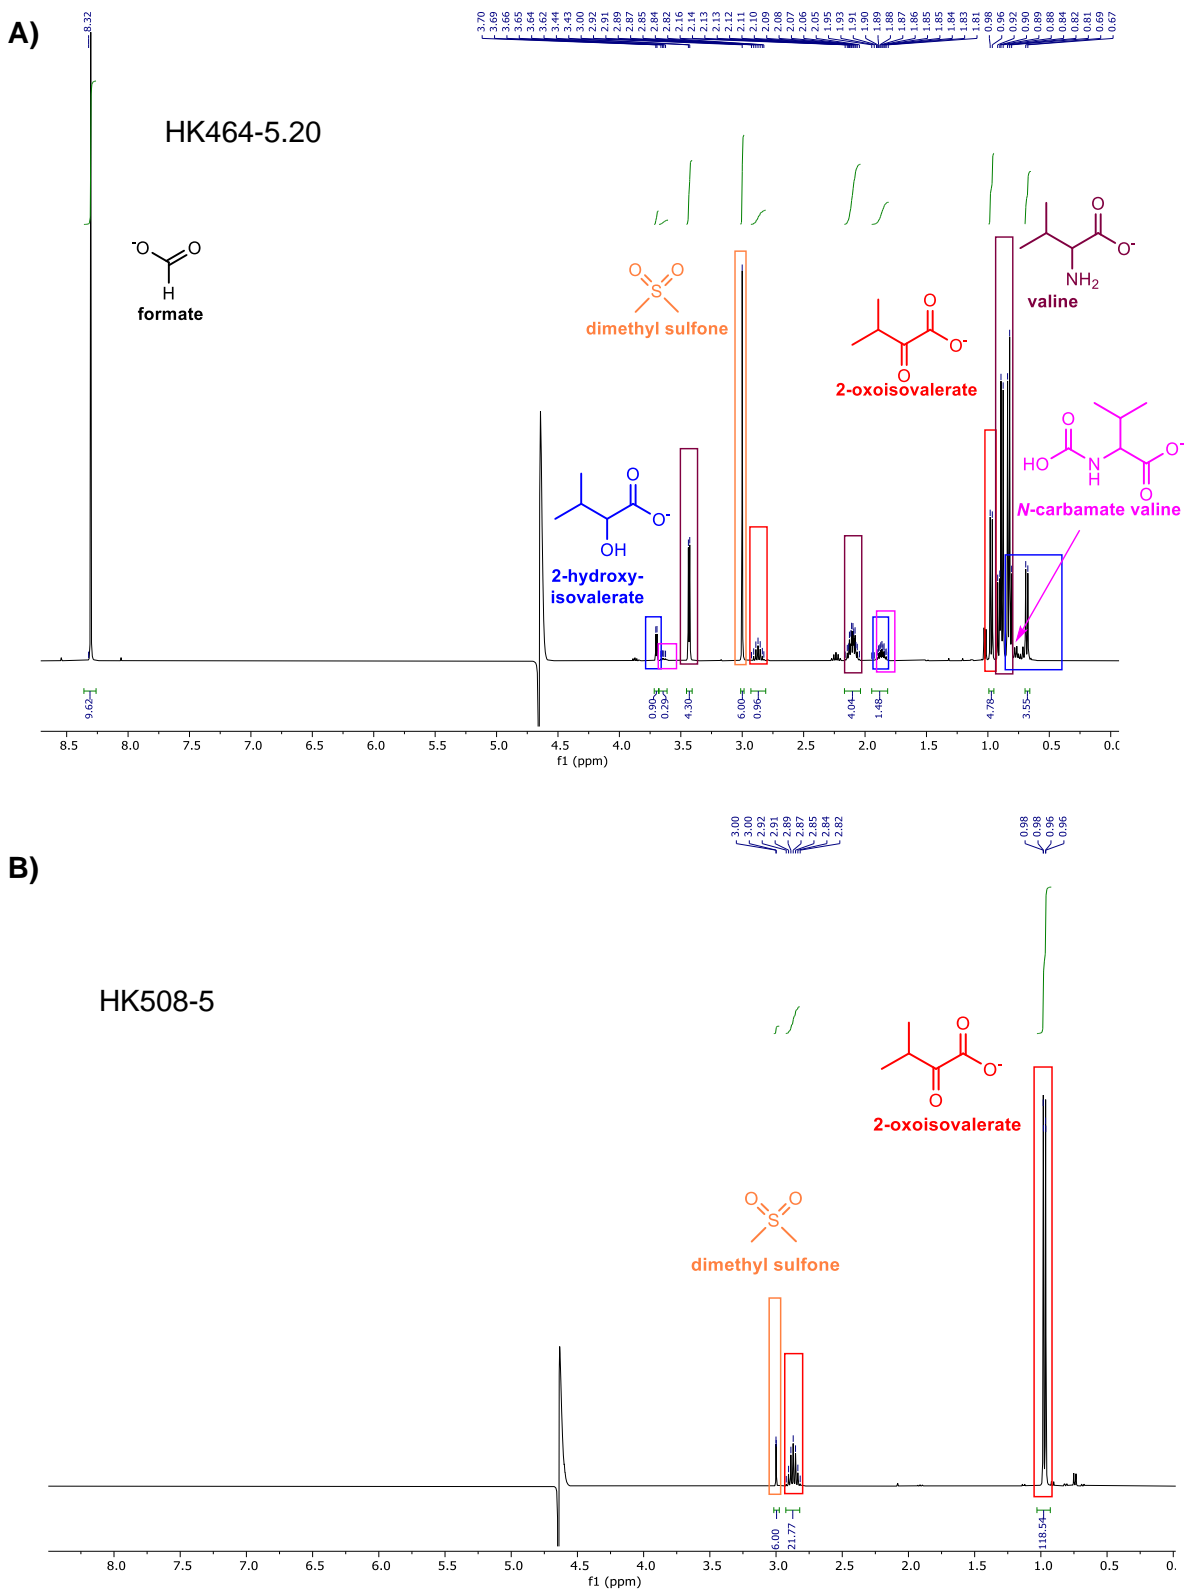 A)
8.32
3.70
3.69
3.66
3.65
3.64
3.62
3.44
3.43
3.00
2.92
2.91
2.89
2.87
2.85
2.84
2.82
2.16
2.14
2.13
2.13
2.12
2.11
2.10
2.09
2.08
2.07
2.06
2.05
1.95
1.93
1.91
1.90
1.89
1.88
1.87
1.86
1.85
1.85
1.84
1.83
1.81
0.98
0.96
0.92
0.90
0.89
0.88
0.84
0.82
0.81
0.69
0.67
HK464-5.20
-O O
H
formate
O O
S
dimethyl sulfone
O
O-
O
2-oxoisovalerate
O
O-
NH2
valine
O
O-
OH
2-hydroxy-
isovalerate
O
HO N
H
O-
O
N-carbamate valine
9.62
0.90
0.29
4.30
6.00
0.96
4.04
1.48
4.78
3.55
8.5 8.0 7.5 7.0 6.5 6.0 5.5 5.0 4.5 4.0 3.5 3.0 2.5 2.0 1.5 1.0 0.5 0.0
f1 (ppm)
B)
3.00
3.00
2.92
2.91
2.89
2.87
2.85
2.84
2.82
0.98
0.98
0.96
0.96
HK508-5
O
O-
O
2-oxoisovalerate
O O
S
dimethyl sulfone
6.00
21.77
118.54
8.0 7.5 7.0 6.5 6.0 5.5 5.0 4.5 4.0 3.5 3.0 2.5 2.0 1.5 1.0 0.5 0.
f1 (ppm)